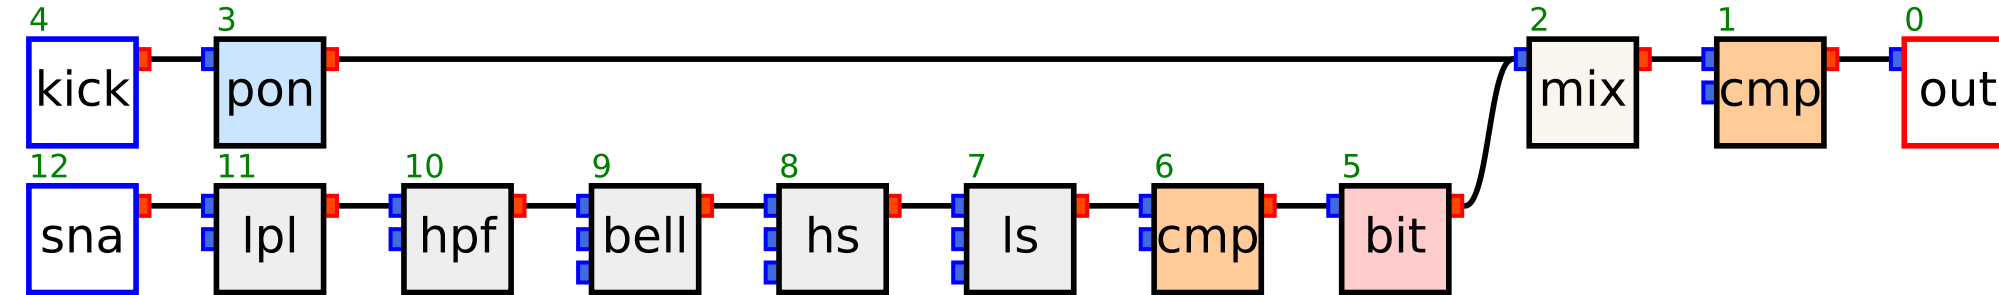 4 3 2 1 0
kick pon mix cmp out
12 11 10 9 8 7 6 5
sna lpl hpf bell hs ls cmp bit